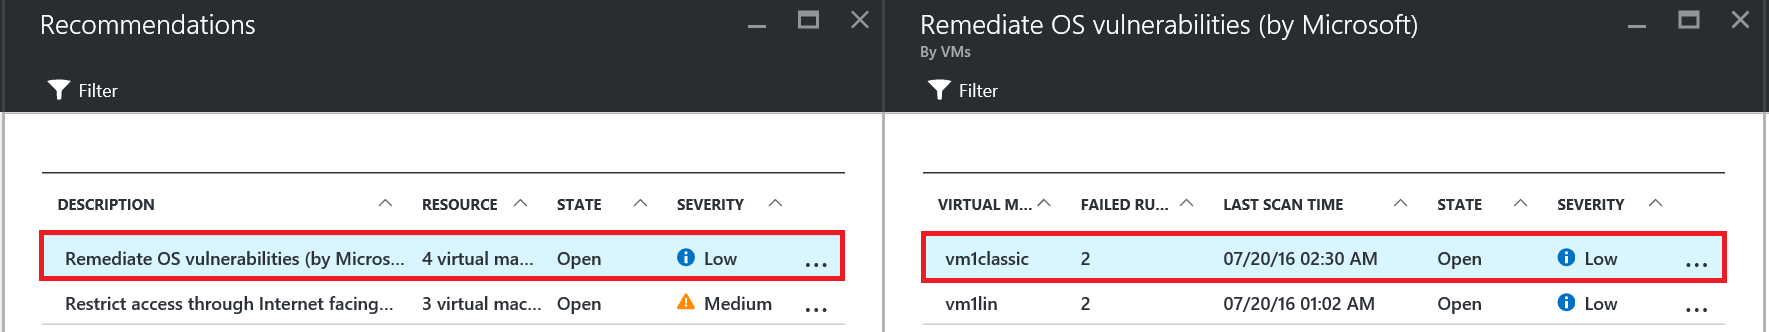 Recommendations
Filter
DESCRIPTION RESOURCE STATE SEVERITY
Remediate OS vulnerabilities (by Micros... 4 virtual ma... Open Low ...
Restrict access through Internet facing... 3 virtual mac... Open Medium ...
Remediate OS vulnerabilities (by Microsoft)
By VMs
Filter
VIRTUAL M... FAILED RU... LAST SCAN TIME STATE SEVERITY
vm1classic 2 07/20/16 02:30 AM Open Low ...
vm1lin 2 07/20/16 01:02 AM Open Low ...